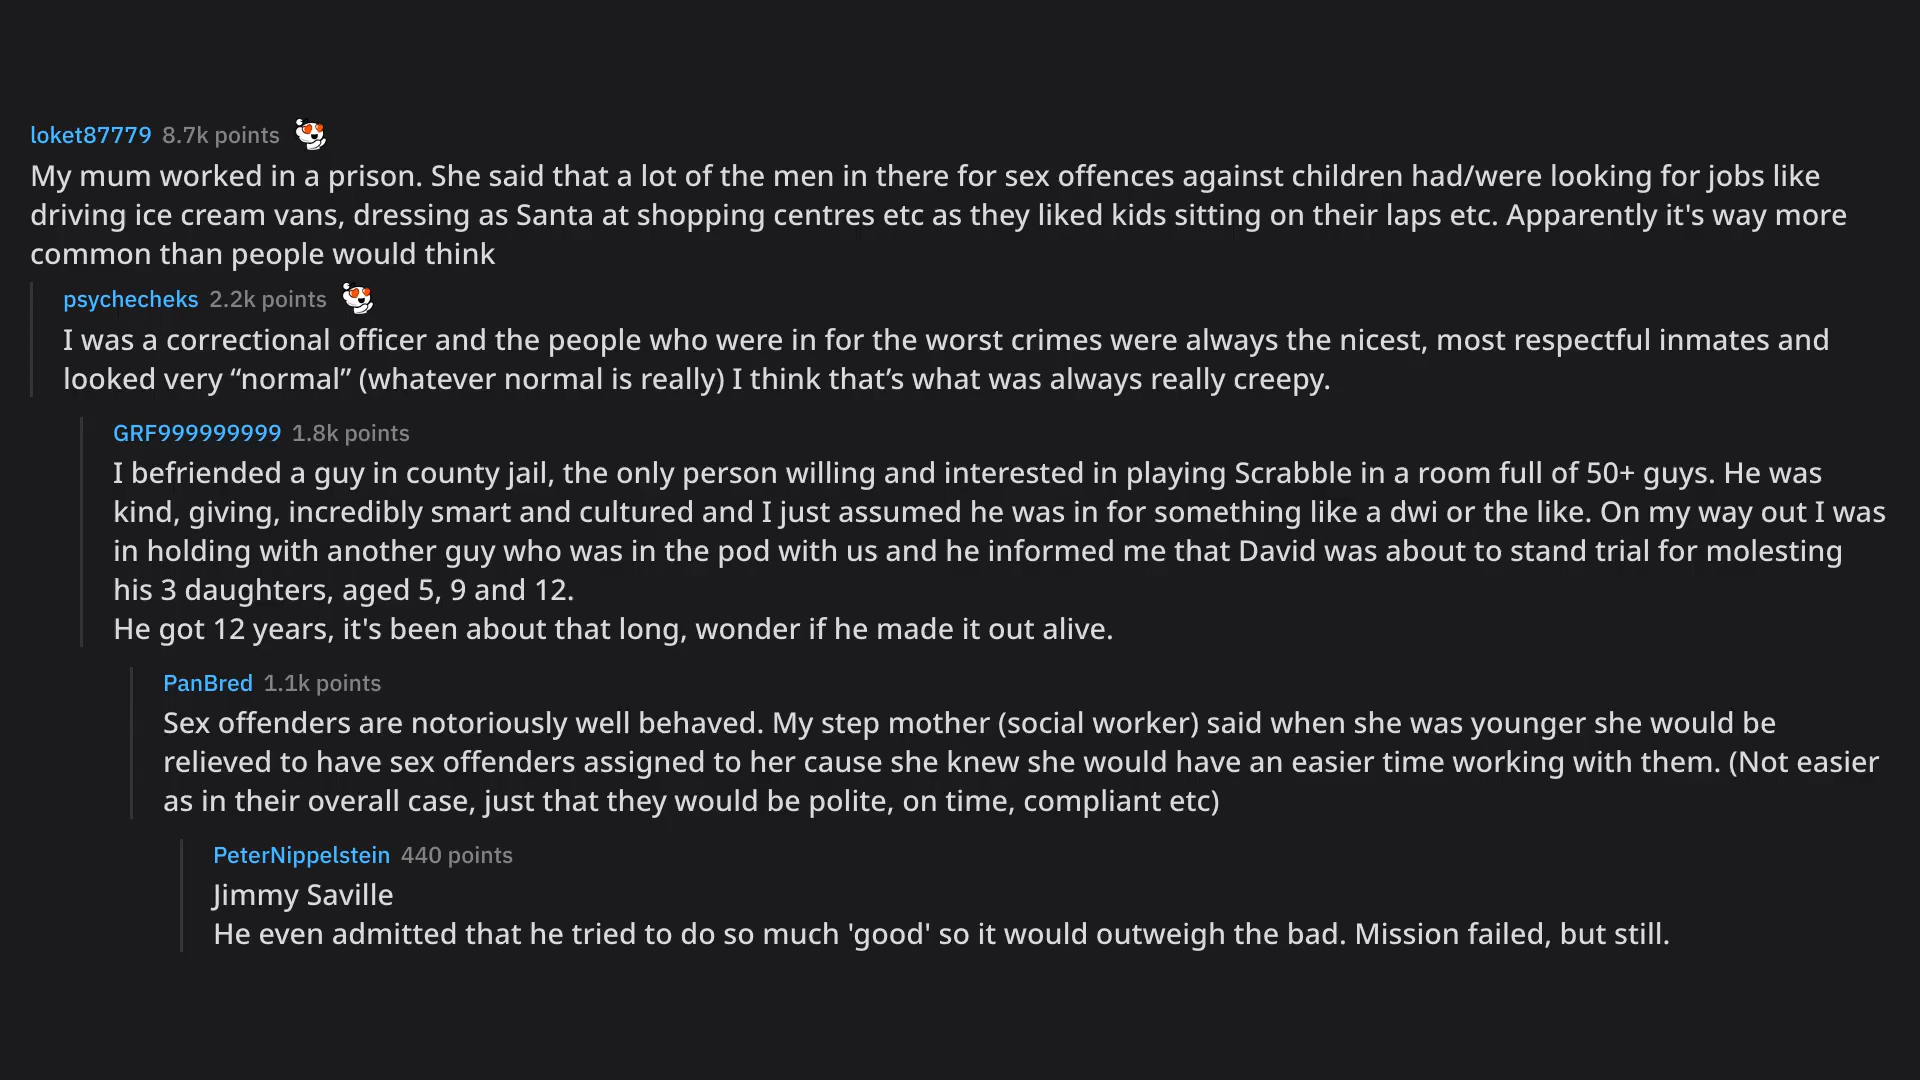 loket87779 8.7k points
My mum worked in a prison. She said that a lot of the men in there for sex offences against children had/were looking for jobs like
driving ice cream vans, dressing as Santa at shopping centres etc as they liked kids sitting on their laps etc. Apparently it's way more
common than people would think
psychecheks 2.2k points
I was a correctional officer and the people who were in for the worst crimes were always the nicest, most respectful inmates and
looked very “normal” (whatever normal is really) I think that’s what was always really creepy.
GRF999999999 1.8k points
I befriended a guy in county jail, the only person willing and interested in playing Scrabble in a room full of 50+ guys. He was
kind, giving, incredibly smart and cultured and I just assumed he was in for something like a dwi or the like. On my way out I was
in holding with another guy who was in the pod with us and he informed me that David was about to stand trial for molesting
his 3 daughters, aged 5, 9 and 12.
He got 12 years, it's been about that long, wonder if he made it out alive.
PanBred 1.1k points
Sex offenders are notoriously well behaved. My step mother (social worker) said when she was younger she would be
relieved to have sex offenders assigned to her cause she knew she would have an easier time working with them. (Not easier
as in their overall case, just that they would be polite, on time, compliant etc)
PeterNippelstein 440 points
Jimmy Saville
He even admitted that he tried to do so much 'good' so it would outweigh the bad. Mission failed, but still.